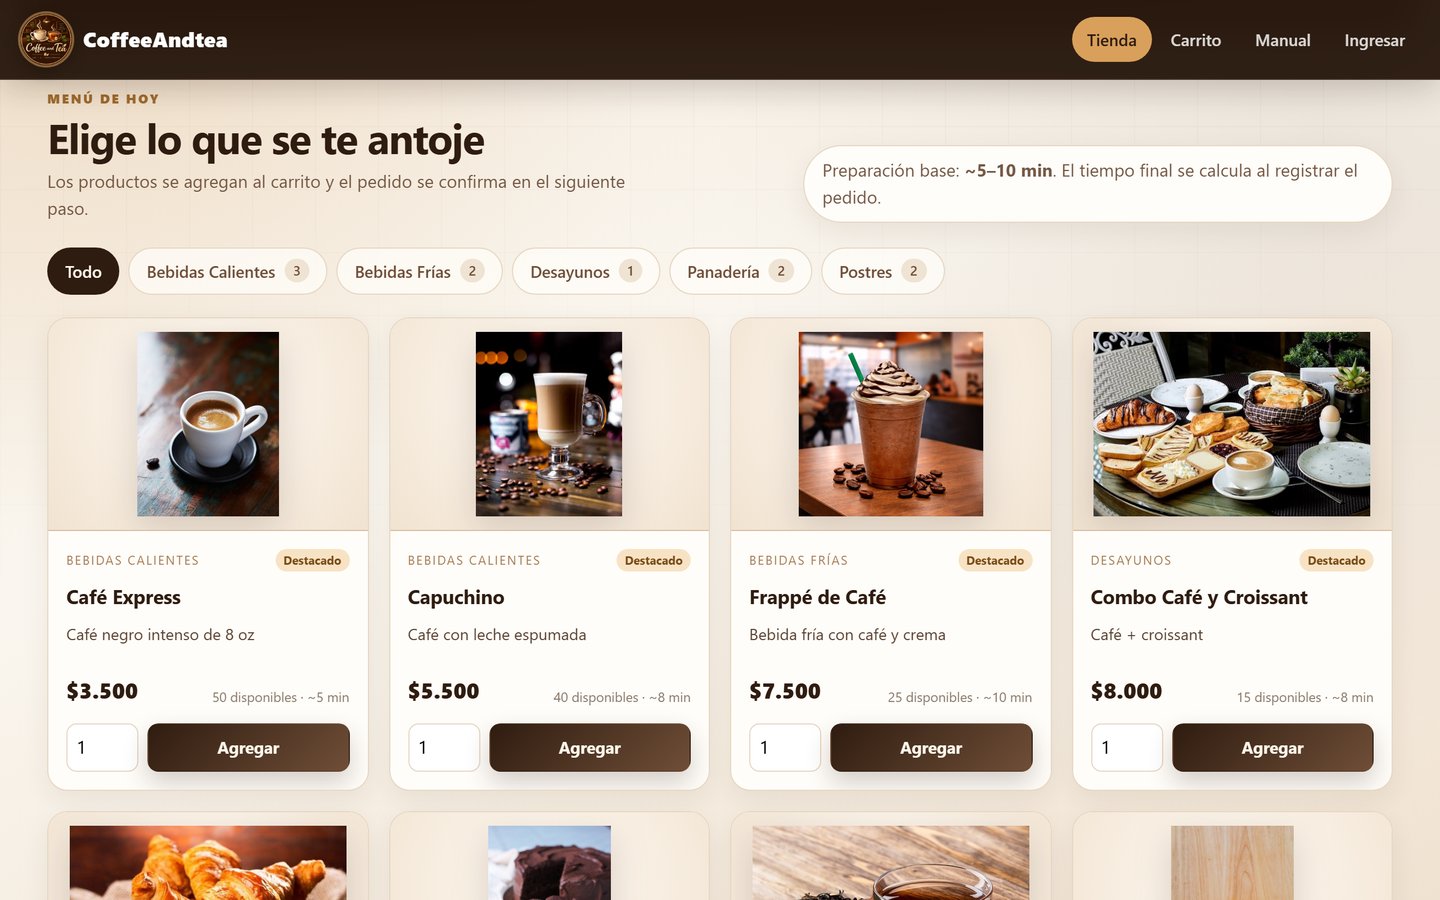 Coffee and Tea
CoffeeAndtea
Tienda
Carrito
Manual
Ingresar
MENÚ DE HOY
Elige lo que se te antoje
Los productos se agregan al carrito y el pedido se confirma en el siguiente
paso.
Preparación base: ~5–10 min. El tiempo final se calcula al registrar el
pedido.
Todo
Bebidas Calientes 3
Bebidas Frías 2
Desayunos 1
Panadería 2
Postres 2
BEBIDAS CALIENTES
Destacado
Café Express
Café negro intenso de 8 oz
$3.500
50 disponibles · ~5 min
1
Agregar
BEBIDAS CALIENTES
Destacado
Capuchino
Café con leche espumada
$5.500
40 disponibles · ~8 min
1
Agregar
BEBIDAS FRÍAS
Destacado
Frappé de Café
Bebida fría con café y crema
$7.500
25 disponibles · ~10 min
1
Agregar
DESAYUNOS
Destacado
Combo Café y Croissant
Café + croissant
$8.000
15 disponibles · ~8 min
1
Agregar